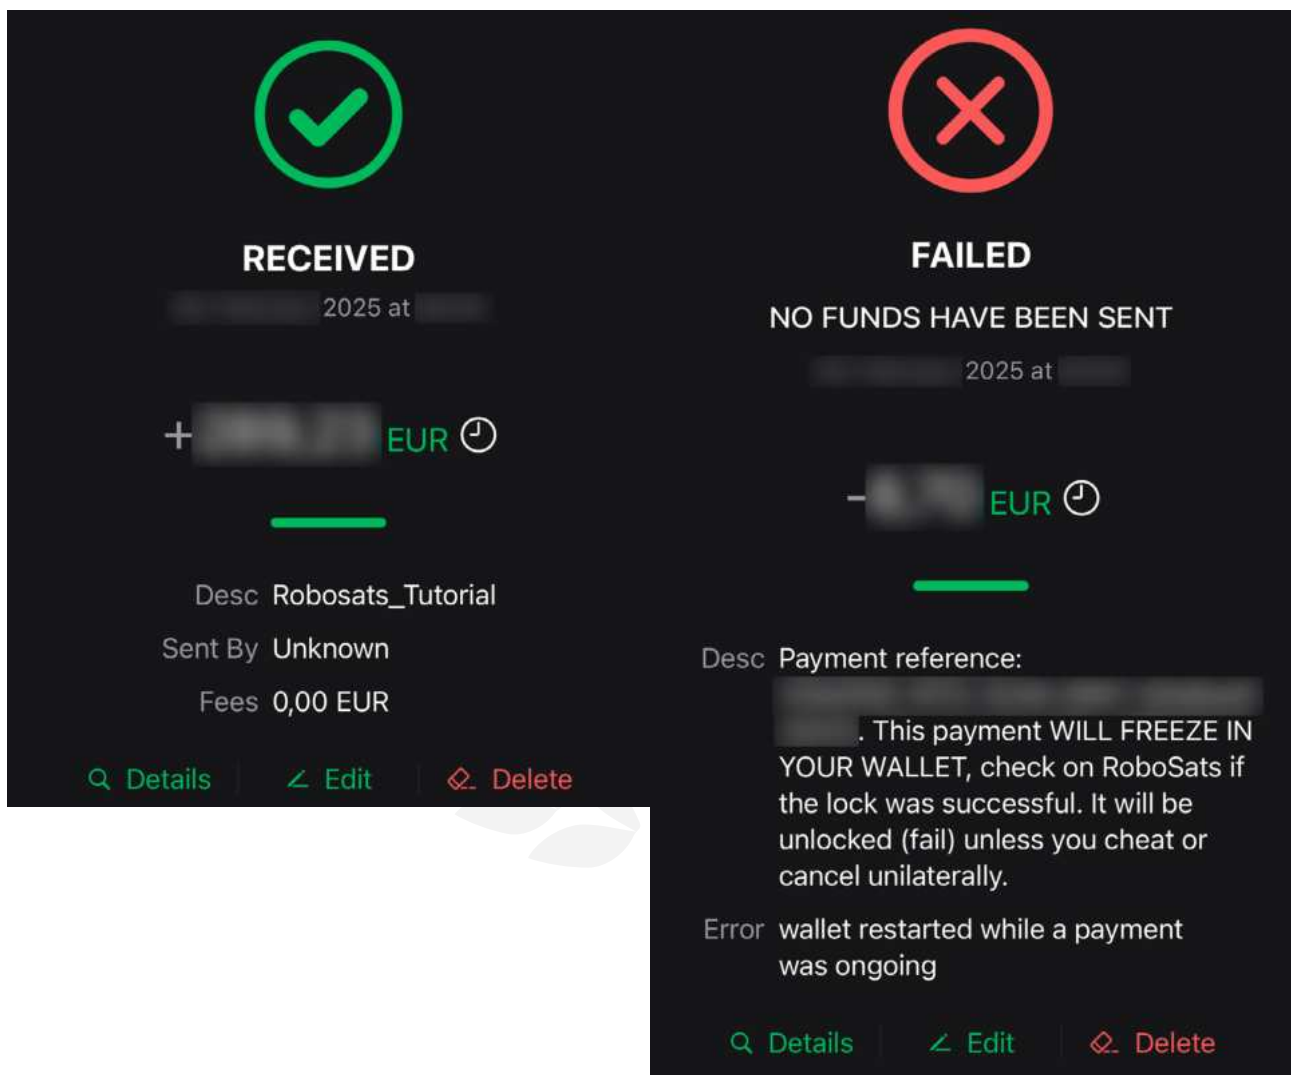 RECEIVED
2025 at
+ EUR
Desc Robosats_Tutorial
Sent By Unknown
Fees 0,00 EUR
Details Edit Delete
FAILED
NO FUNDS HAVE BEEN SENT
2025 at
- EUR
Desc Payment reference:
. This payment WILL FREEZE IN
YOUR WALLET, check on RoboSats if
the lock was successful. It will be
unlocked (fail) unless you cheat or
cancel unilaterally.
Error wallet restarted while a payment
was ongoing
Details Edit Delete